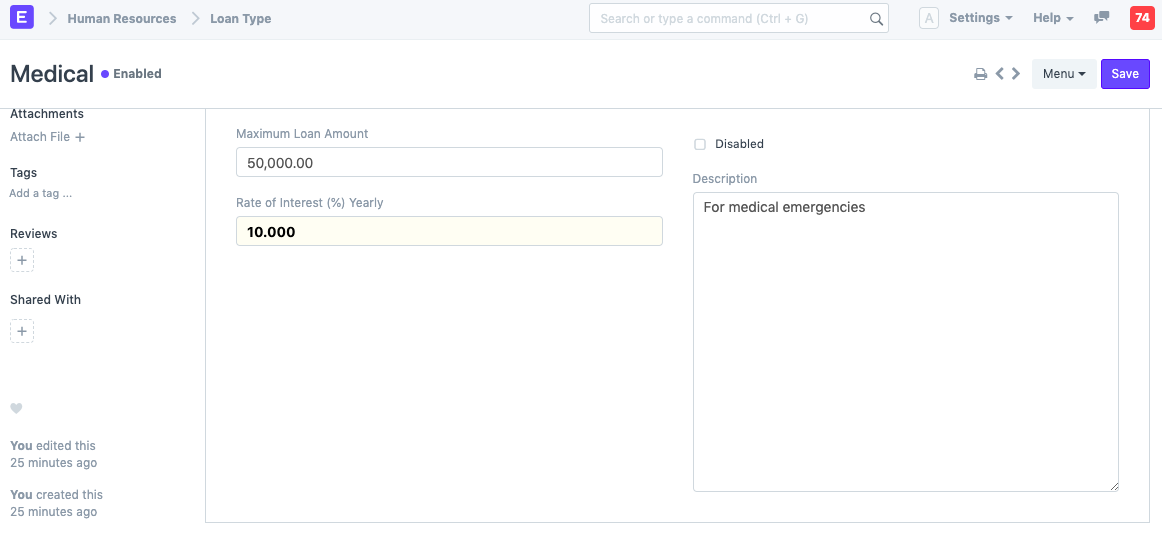 E Human Resources Loan Type Search or type a command (Ctrl + G) A Settings Help 74
Medical Enabled Menu Save
Attachments
Attach File +
Tags
Add a tag ...
Reviews
+
Shared With
+
You edited this
25 minutes ago
You created this
25 minutes ago
Maximum Loan Amount
50,000.00
Rate of Interest (%) Yearly
10.000
Disabled
Description
For medical emergencies